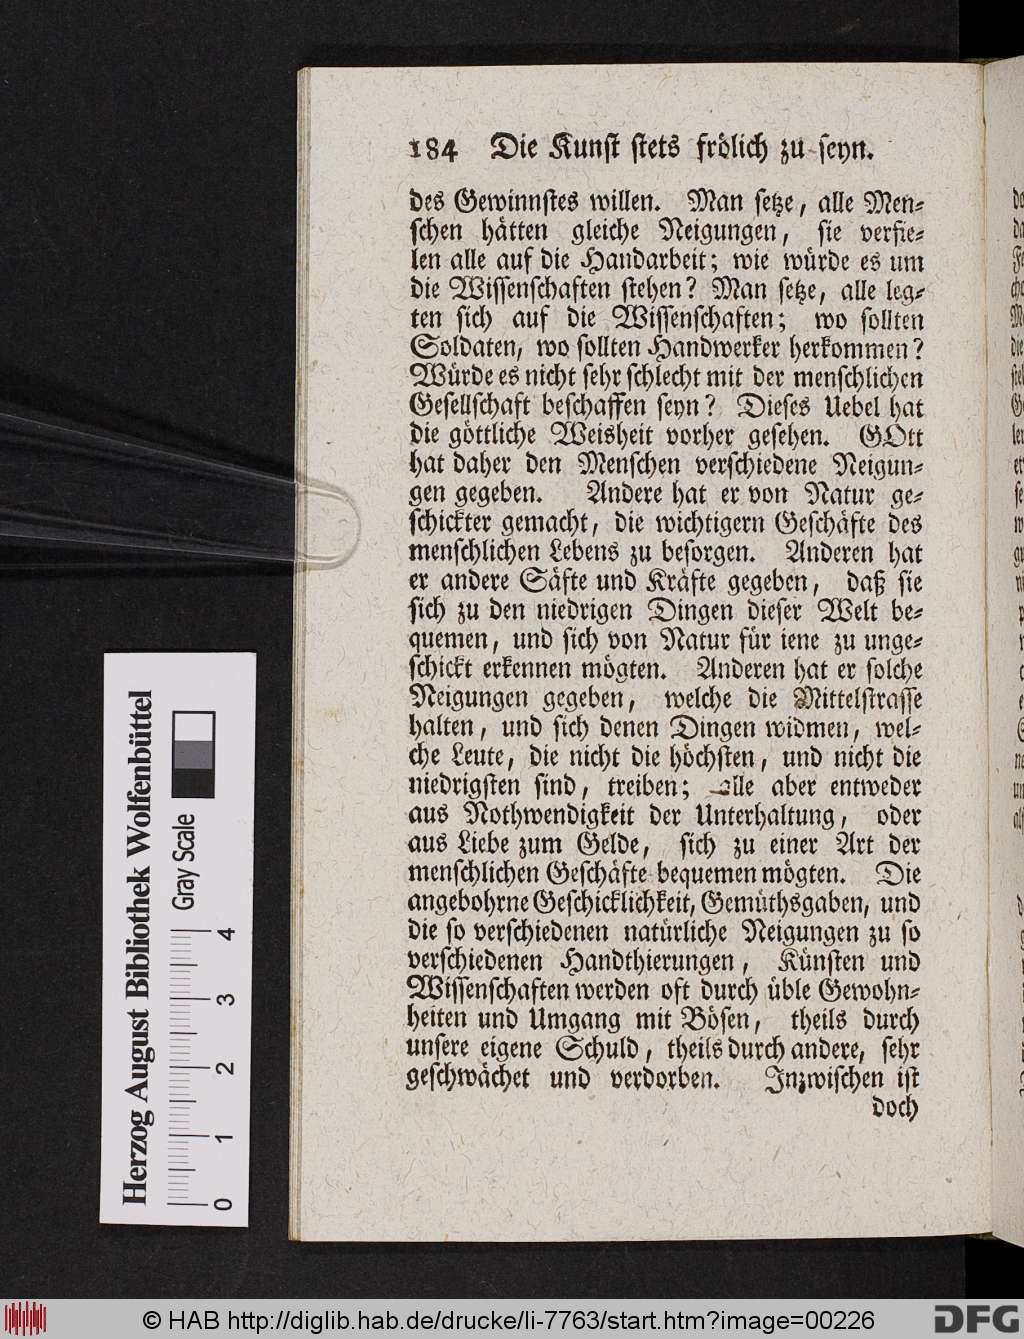 184 Die Kunst stets frölich zu seyn.
des Gewinnstes willen. Man setze, alle Men-
schen hätten gleiche Neigungen, sie verfie-
len alle auf die Handarbeit; wie würde es um
die Wissenschaften stehen? Man setze, alle leg-
ten sich auf die Wissenschaften; wo sollten
Soldaten, wo sollten Handwerker herkommen?
Würde es nicht sehr schlecht mit der menschlichen
Gesellschaft beschaffen seyn? Dieses Uebel hat
die göttliche Weisheit vorher gesehen. GOtt
hat daher den Menschen verschiedene Neigun-
gen gegeben. Andere hat er von Natur ge-
schickter gemacht, die wichtigern Geschäfte des
menschlichen Lebens zu besorgen. Anderen hat
er andere Säfte und Kräfte gegeben, daß sie
sich zu den niedrigen Dingen dieser Welt be-
quemen, und sich von Natur für iene zu unge-
schickt erkennen mögten. Anderen hat er solche
Neigungen gegeben, welche die Mittelstrasse
halten, und sich denen Dingen widmen, wel-
che Leute, die nicht die höchsten, und nicht die
niedrigsten sind, treiben; alle aber entweder
aus Nothwendigkeit der Unterhaltung, oder
aus Liebe zum Gelde, sich zu einer Art der
menschlichen Geschäfte bequemen mögten. Die
angebohrne Geschicklichkeit, Gemüthsgaben, und
die so verschiedenen natürliche Neigungen zu so
verschiedenen Handthierungen, Künsten und
Wissenschaften werden oft durch üble Gewohn-
heiten und Umgang mit Bösen, theils durch
unsere eigene Schuld, theils durch andere, sehr
geschwächet und verdorben. Inzwischen ist
doch
Herzog August Bibliothek Wolfenbüttel
Gray Scale
0 1 2 3 4
© HAB http://diglib.hab.de/drucke/li-7763/start.htm?image=00226
DFG